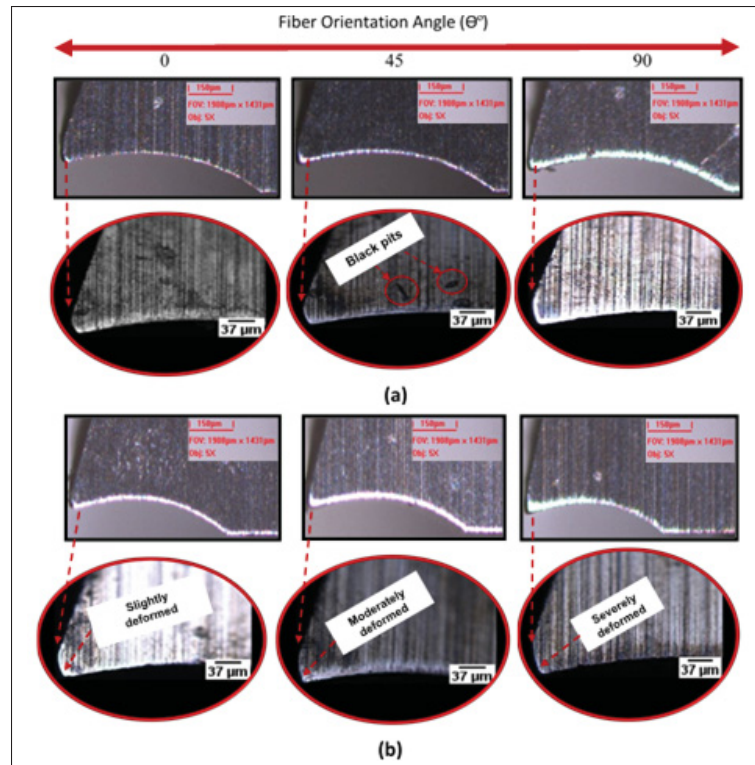 Fiber Orientation Angle (ϴº)
0 45 90
150µm 150µm 150µm
FOV: 1908µm x 1431µm FOV: 1908µm x 1431µm FOV: 1908µm x 1431µm
Obj: 5X Obj: 5X Obj: 5X
Black pits
37 µm 37 µm 37 µm
(a)
150µm 150µm 150µm
FOV: 1908µm x 1431µm FOV: 1908µm x 1431µm FOV: 1908µm x 1431µm
Obj: 5X Obj: 5X Obj: 5X
Slightly
deformed
Moderately
deformed
Severely
deformed
37 µm 37 µm 37 µm
(b)